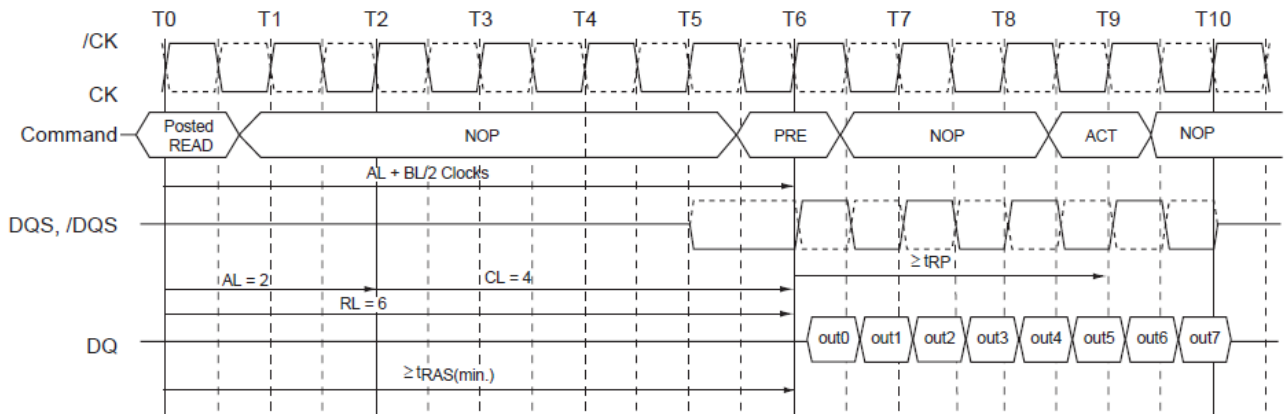 T0 T1 T2 T3 T4 T5 T6 T7 T8 T9 T10
/CK
CK
Command
Posted READ
NOP
PRE
NOP
ACT
NOP
AL + BL/2 Clocks
DQS, /DQS
≥ tRP
AL = 2
CL = 4
RL = 6
DQ
out0 out1 out2 out3 out4 out5 out6 out7
≥ tRAS(min.)